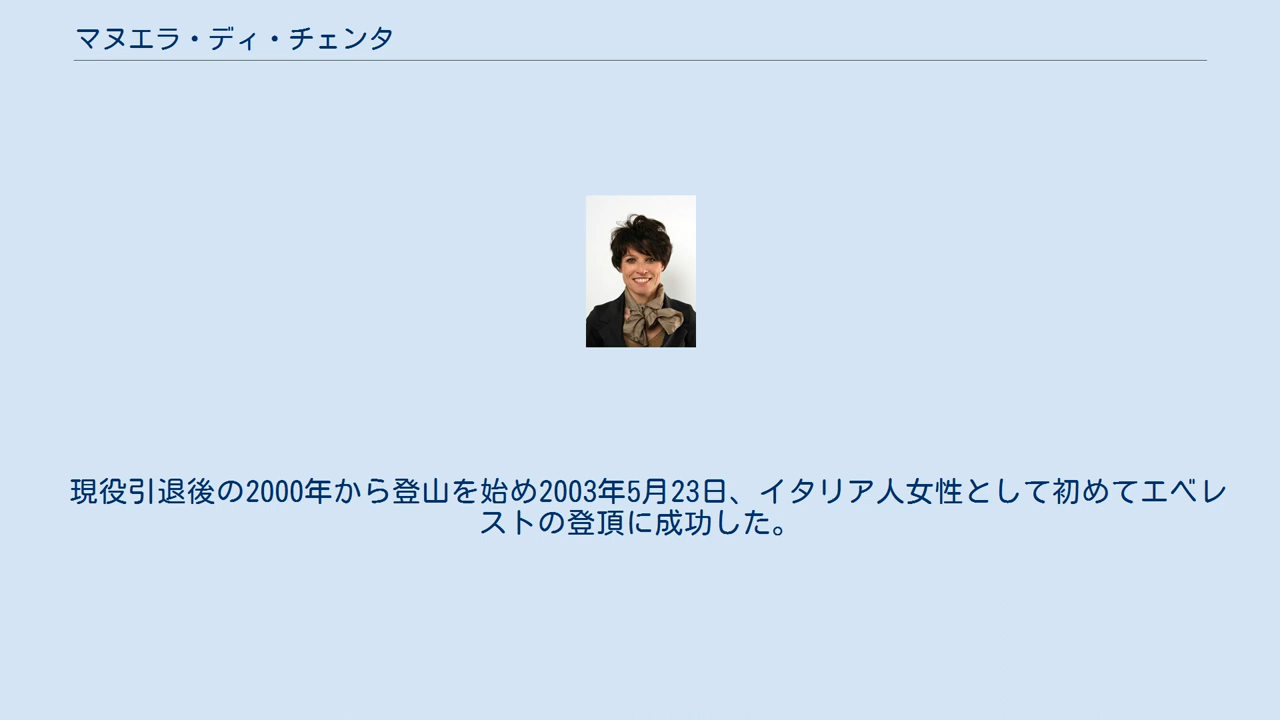 マヌエラ・ディ・チェンタ
現役引退後の2000年から登山を始め2003年5月23日、イタリア人女性として初めてエベレ
ストの登頂に成功した。